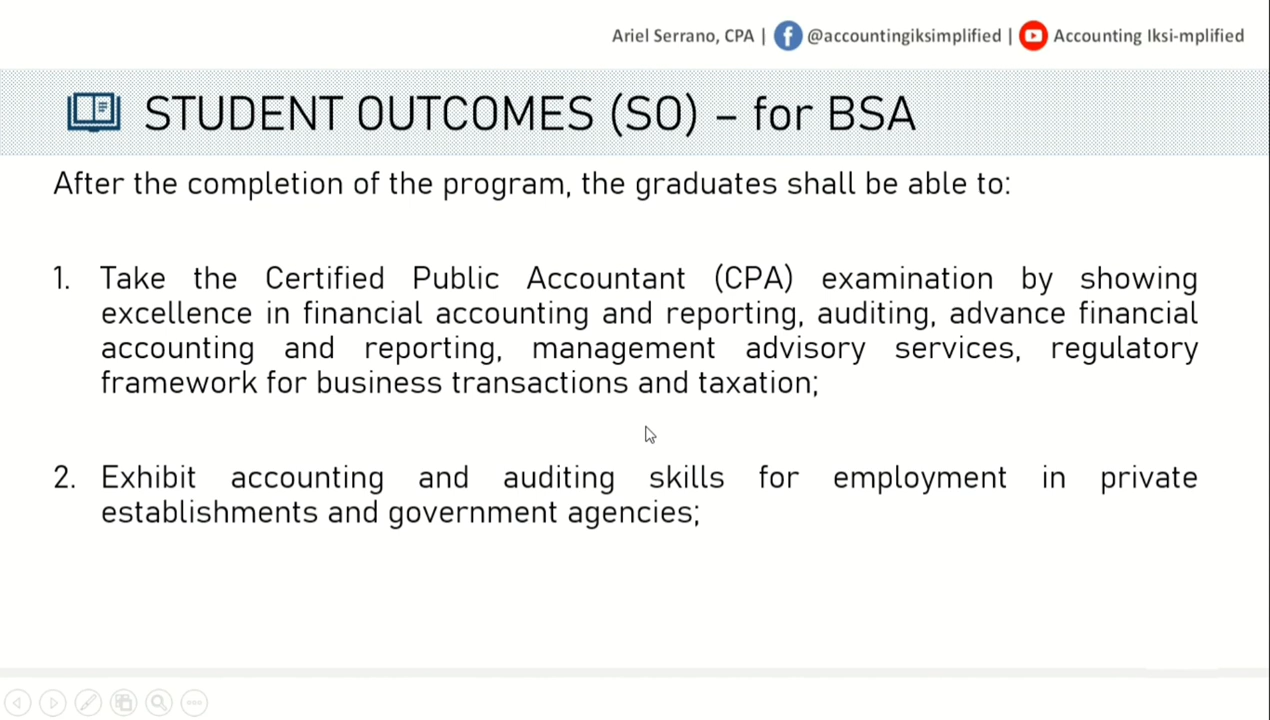 Ariel Serrano, CPA | @accountingiksimplified | Accounting Iksi-mplified
STUDENT OUTCOMES (SO) – for BSA
After the completion of the program, the graduates shall be able to:
1. Take the Certified Public Accountant (CPA) examination by showing
excellence in financial accounting and reporting, auditing, advance financial
accounting and reporting, management advisory services, regulatory
framework for business transactions and taxation;
2. Exhibit accounting and auditing skills for employment in private
establishments and government agencies;